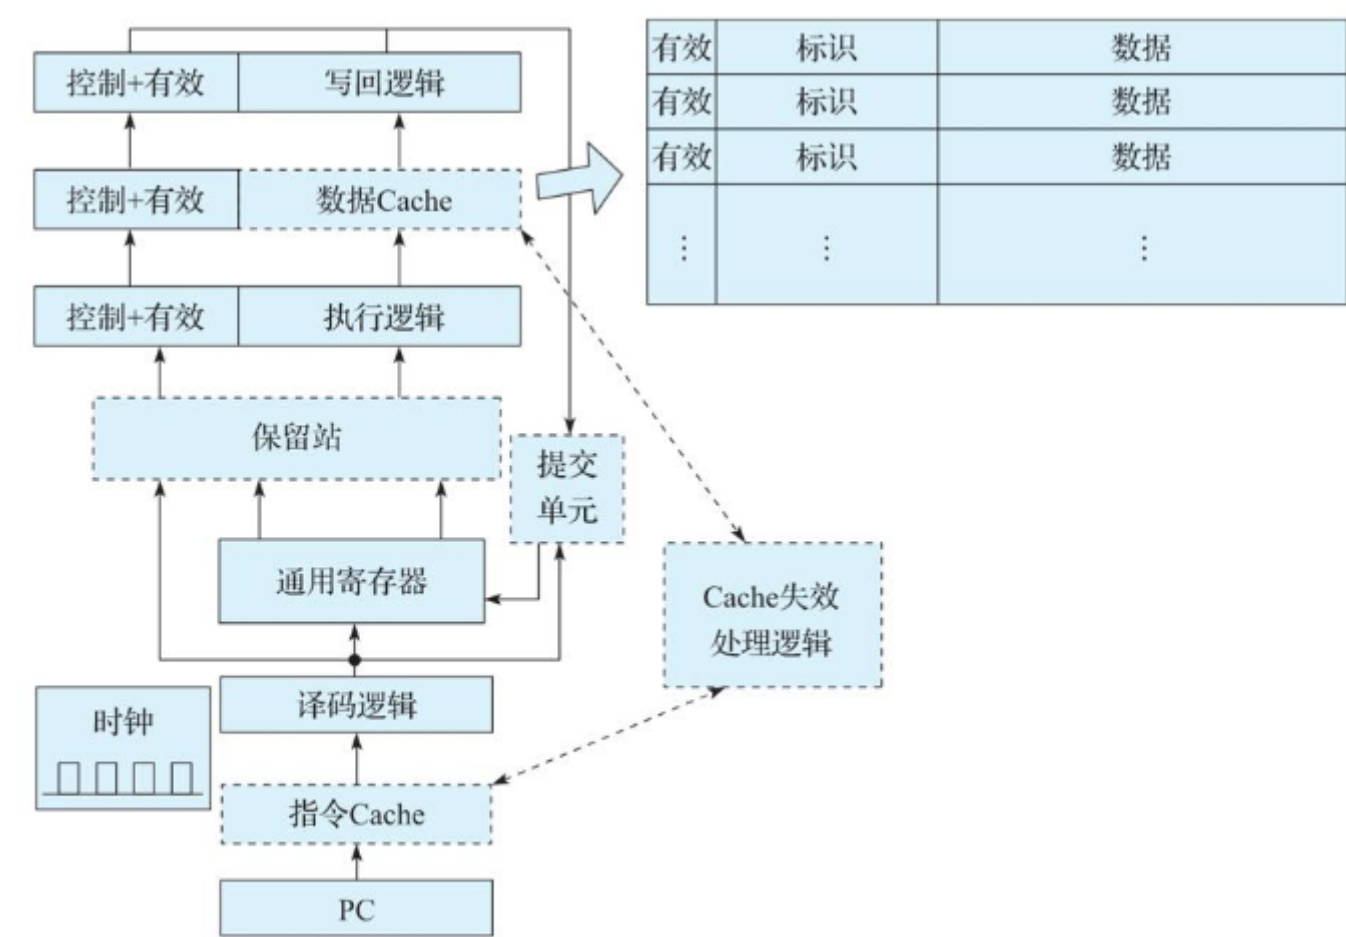 控制+有效 写回逻辑
控制+有效 数据Cache
控制+有效 执行逻辑
保留站
提交
单元
通用寄存器
译码逻辑
时钟
指令Cache
PC
Cache失效
处理逻辑
有效 标识 数据
有效 标识 数据
有效 标识 数据
⋮ ⋮ ⋮